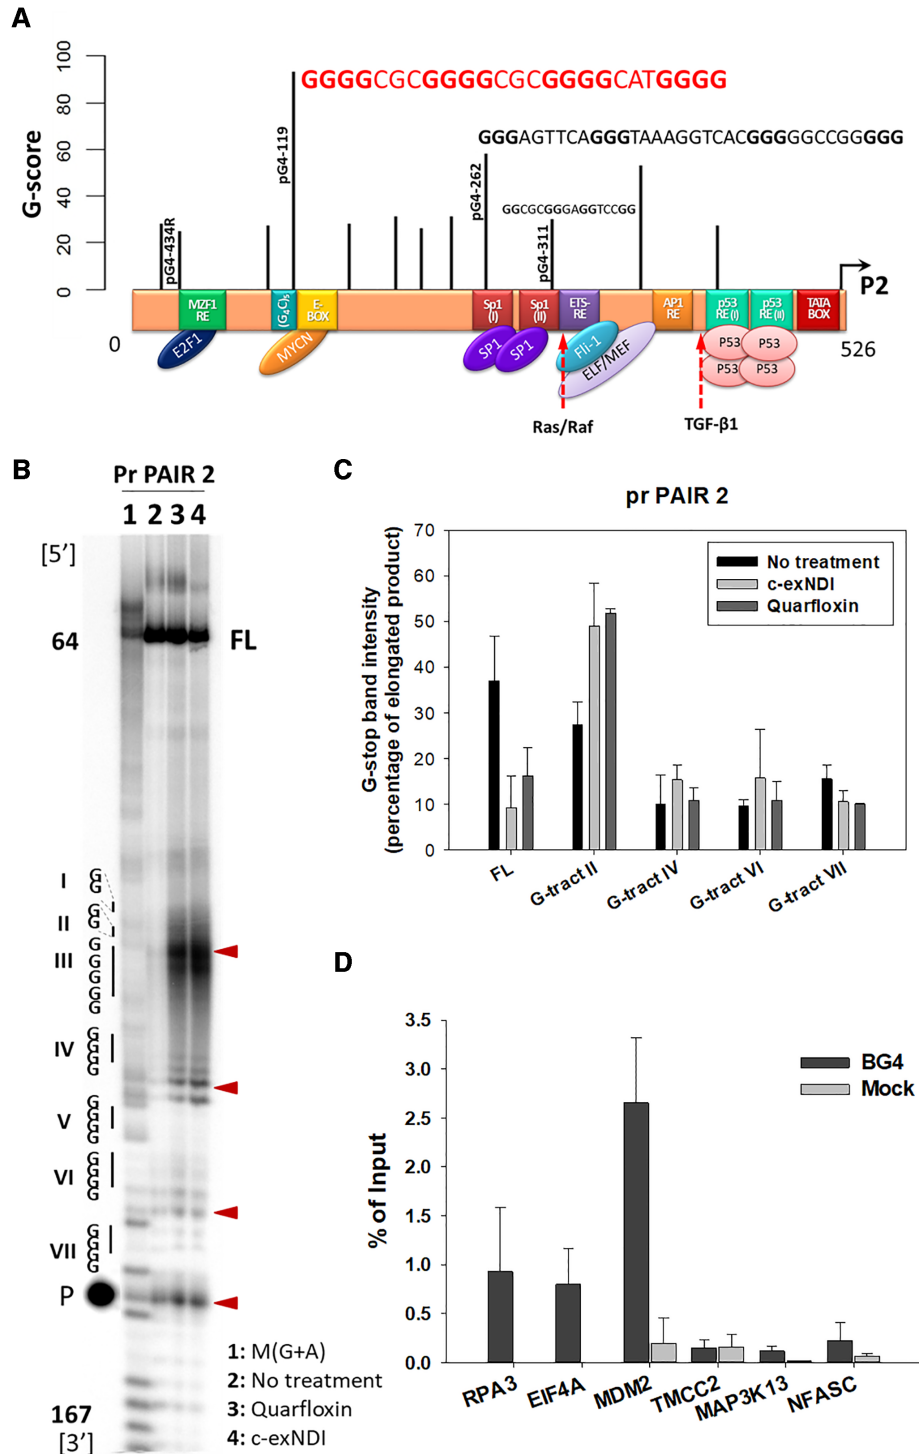 A
G-score
100
80
60
40
20
0
GGGGCGCGGGGCGCGGGGCATGGGG
GGGAGTTCAGGGTAAAGGTCACGGGGGCCGGGGG
GGCGCGGGGAGGTCCGG
pG4-434R
pG4-119
pG4-262
pG4-311
P2
MZF1 RE
(G4C)5
E-BOX
Sp1 (I)
Sp1 (II)
ETS-RE
AP1 RE
p53 RE (I)
p53 RE (II)
TATA BOX
0
E2F1
MYCN
SP1
SP1
Fli-1
ELF/MEF
P53
P53
P53
P53
526
Ras/Raf
TGF-β1
B
Pr PAIR 2
1 2 3 4
[5']
64
FL
I
G
G
II
G
G
III
G
G
G
G
G
IV
G
G
G
G
V
G
G
G
G
VI
G
G
G
G
VII
G
G
G
G
P
167
[3']
1: M(G+A)
2: No treatment
3: Quarfloxin
4: c-exNDI
C
pr PAIR 2
G-stop band intensity
(percentage of elongated product)
70
60
50
40
30
20
10
0
No treatment
c-exNDI
Quarfloxin
FL
G-tract II
G-tract IV
G-tract VI
G-tract VII
D
% of Input
3.5
3.0
2.5
2.0
1.5
1.0
0.5
0.0
BG4
Mock
RPA3
EIF4A
MDM2
TMCC2
MAP3K13
NFASC